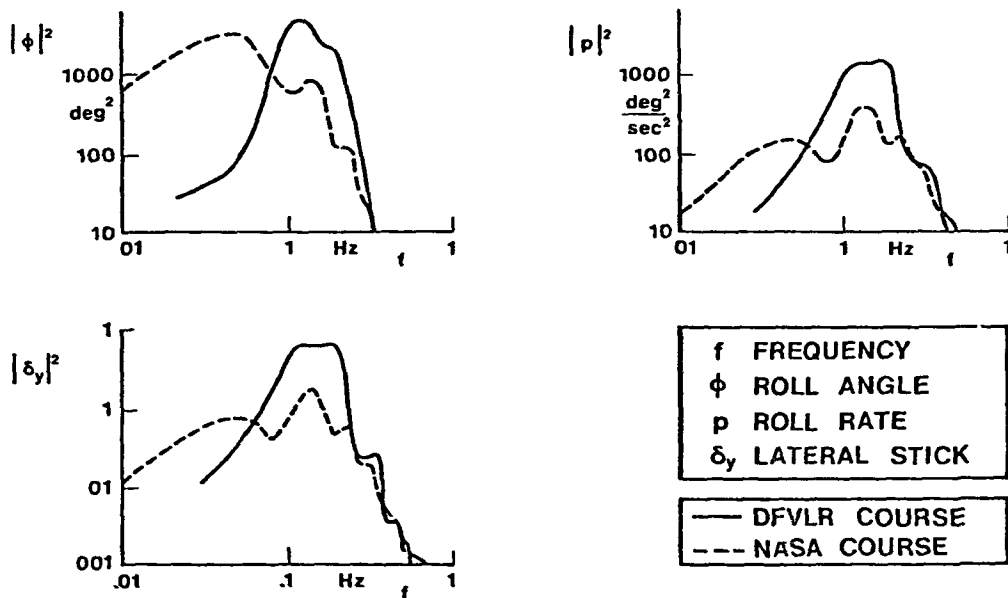 |ϕ|²
1000
deg²
100
10
01
1
Hz
1
f
|p|²
1000
deg²
sec²
100
10
01
1
Hz
1
f
|δy|²
1
1
01
001
.01
.1
Hz
1
f
f FREQUENCY
ϕ ROLL ANGLE
p ROLL RATE
δy LATERAL STICK
DFVLR COURSE
NASA COURSE